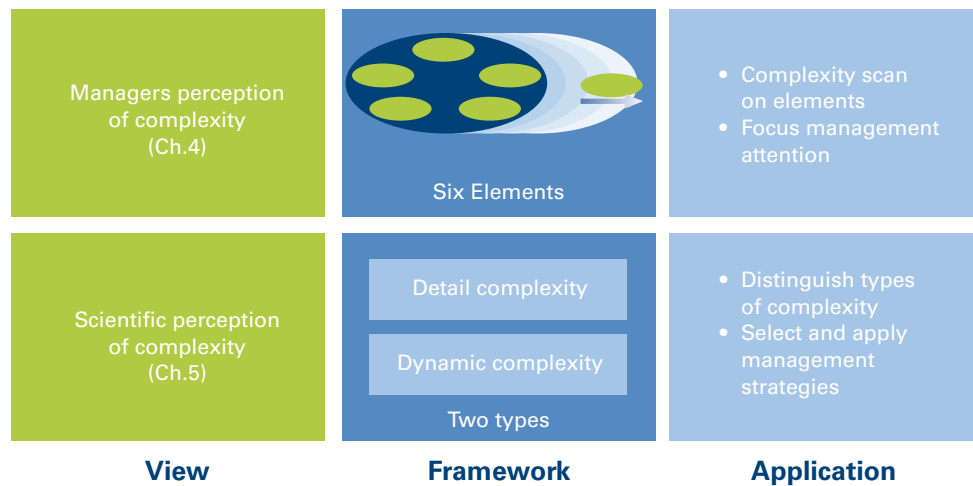 Managers perception
of complexity
(Ch.4)
Six Elements
• Complexity scan
on elements
• Focus management
attention
Scientific perception
of complexity
(Ch.5)
Detail complexity
Dynamic complexity
Two types
• Distinguish types
of complexity
• Select and apply
management
strategies
View
Framework
Application